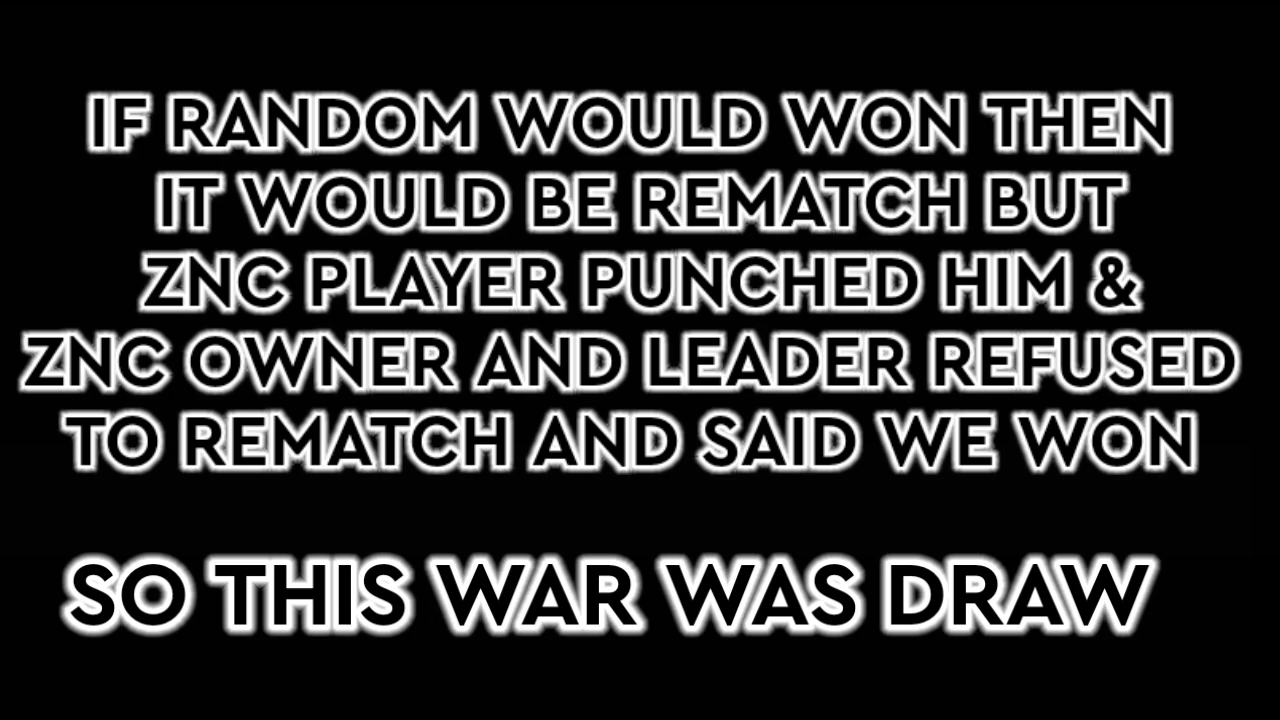 IF RANDOM WOULD WON THEN
IT WOULD BE REMATCH BUT
ZNC PLAYER PUNCHED HIM &
ZNC OWNER AND LEADER REFUSED
TO REMATCH AND SAID WE WON
SO THIS WAR WAS DRAW